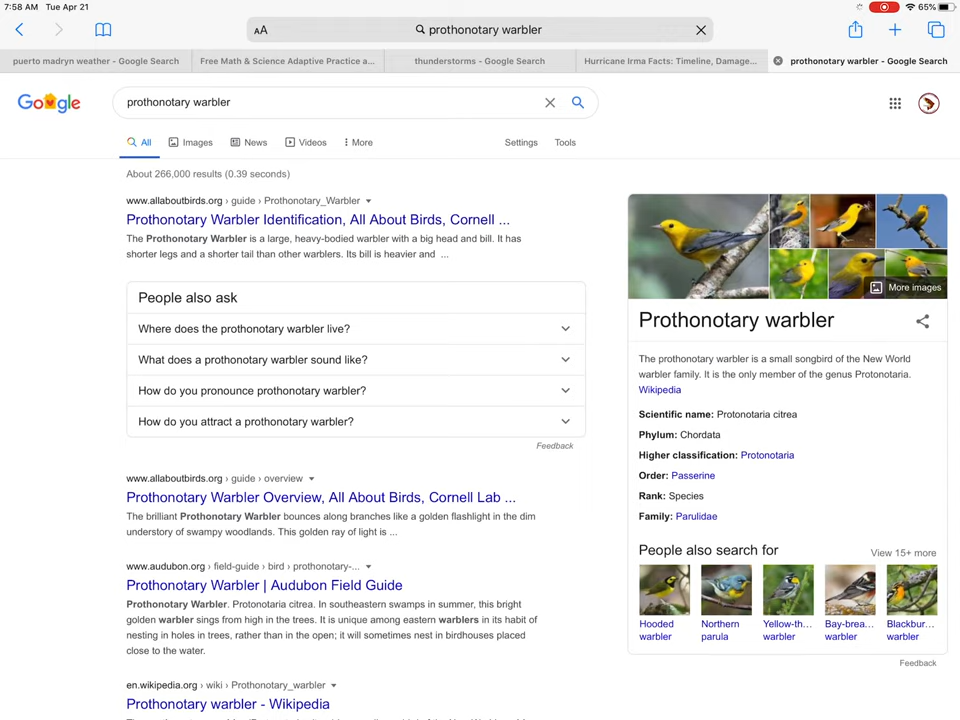 7:58 AM Tue Apr 21
65%
AA
prothonotary warbler
puerto madryn weather - Google Search
Free Math & Science Adaptive Practice a...
thunderstorms - Google Search
Hurricane Irma Facts: Timeline, Damage...
prothonotary warbler - Google Search
Google
prothonotary warbler
All
Images
News
Videos
More
Settings
Tools
About 266,000 results (0.39 seconds)
www.allaboutbirds.org › guide › Prothonotary_Warbler
Prothonotary Warbler Identification, All About Birds, Cornell ...
The Prothonotary Warbler is a large, heavy-bodied warbler with a big head and bill. It has
shorter legs and a shorter tail than other warblers. Its bill is heavier and ...
People also ask
Where does the prothonotary warbler live?
What does a prothonotary warbler sound like?
How do you pronounce prothonotary warbler?
How do you attract a prothonotary warbler?
Feedback
www.allaboutbirds.org › guide › overview
Prothonotary Warbler Overview, All About Birds, Cornell Lab ...
The brilliant Prothonotary Warbler bounces along branches like a golden flashlight in the dim
understory of swampy woodlands. This golden ray of light is ...
www.audubon.org › field-guide › bird › prothonotary-...
Prothonotary Warbler | Audubon Field Guide
Prothonotary Warbler. Protonotaria citrea. In southeastern swamps in summer, this bright
golden warbler sings from high in the trees. It is unique among eastern warblers in its habit of
nesting in holes in trees, rather than in the open; it will sometimes nest in birdhouses placed
close to the water.
en.wikipedia.org › wiki › Prothonotary_warbler
Prothonotary warbler - Wikipedia
More images
Prothonotary warbler
The prothonotary warbler is a small songbird of the New World
warbler family. It is the only member of the genus Protonotaria.
Wikipedia
Scientific name: Protonotaria citrea
Phylum: Chordata
Higher classification: Protonotaria
Order: Passerine
Rank: Species
Family: Parulidae
People also search for
View 15+ more
Hooded
warbler
Northern
parula
Yellow-th...
warbler
Bay-brea...
warbler
Blackbur...
warbler
Feedback